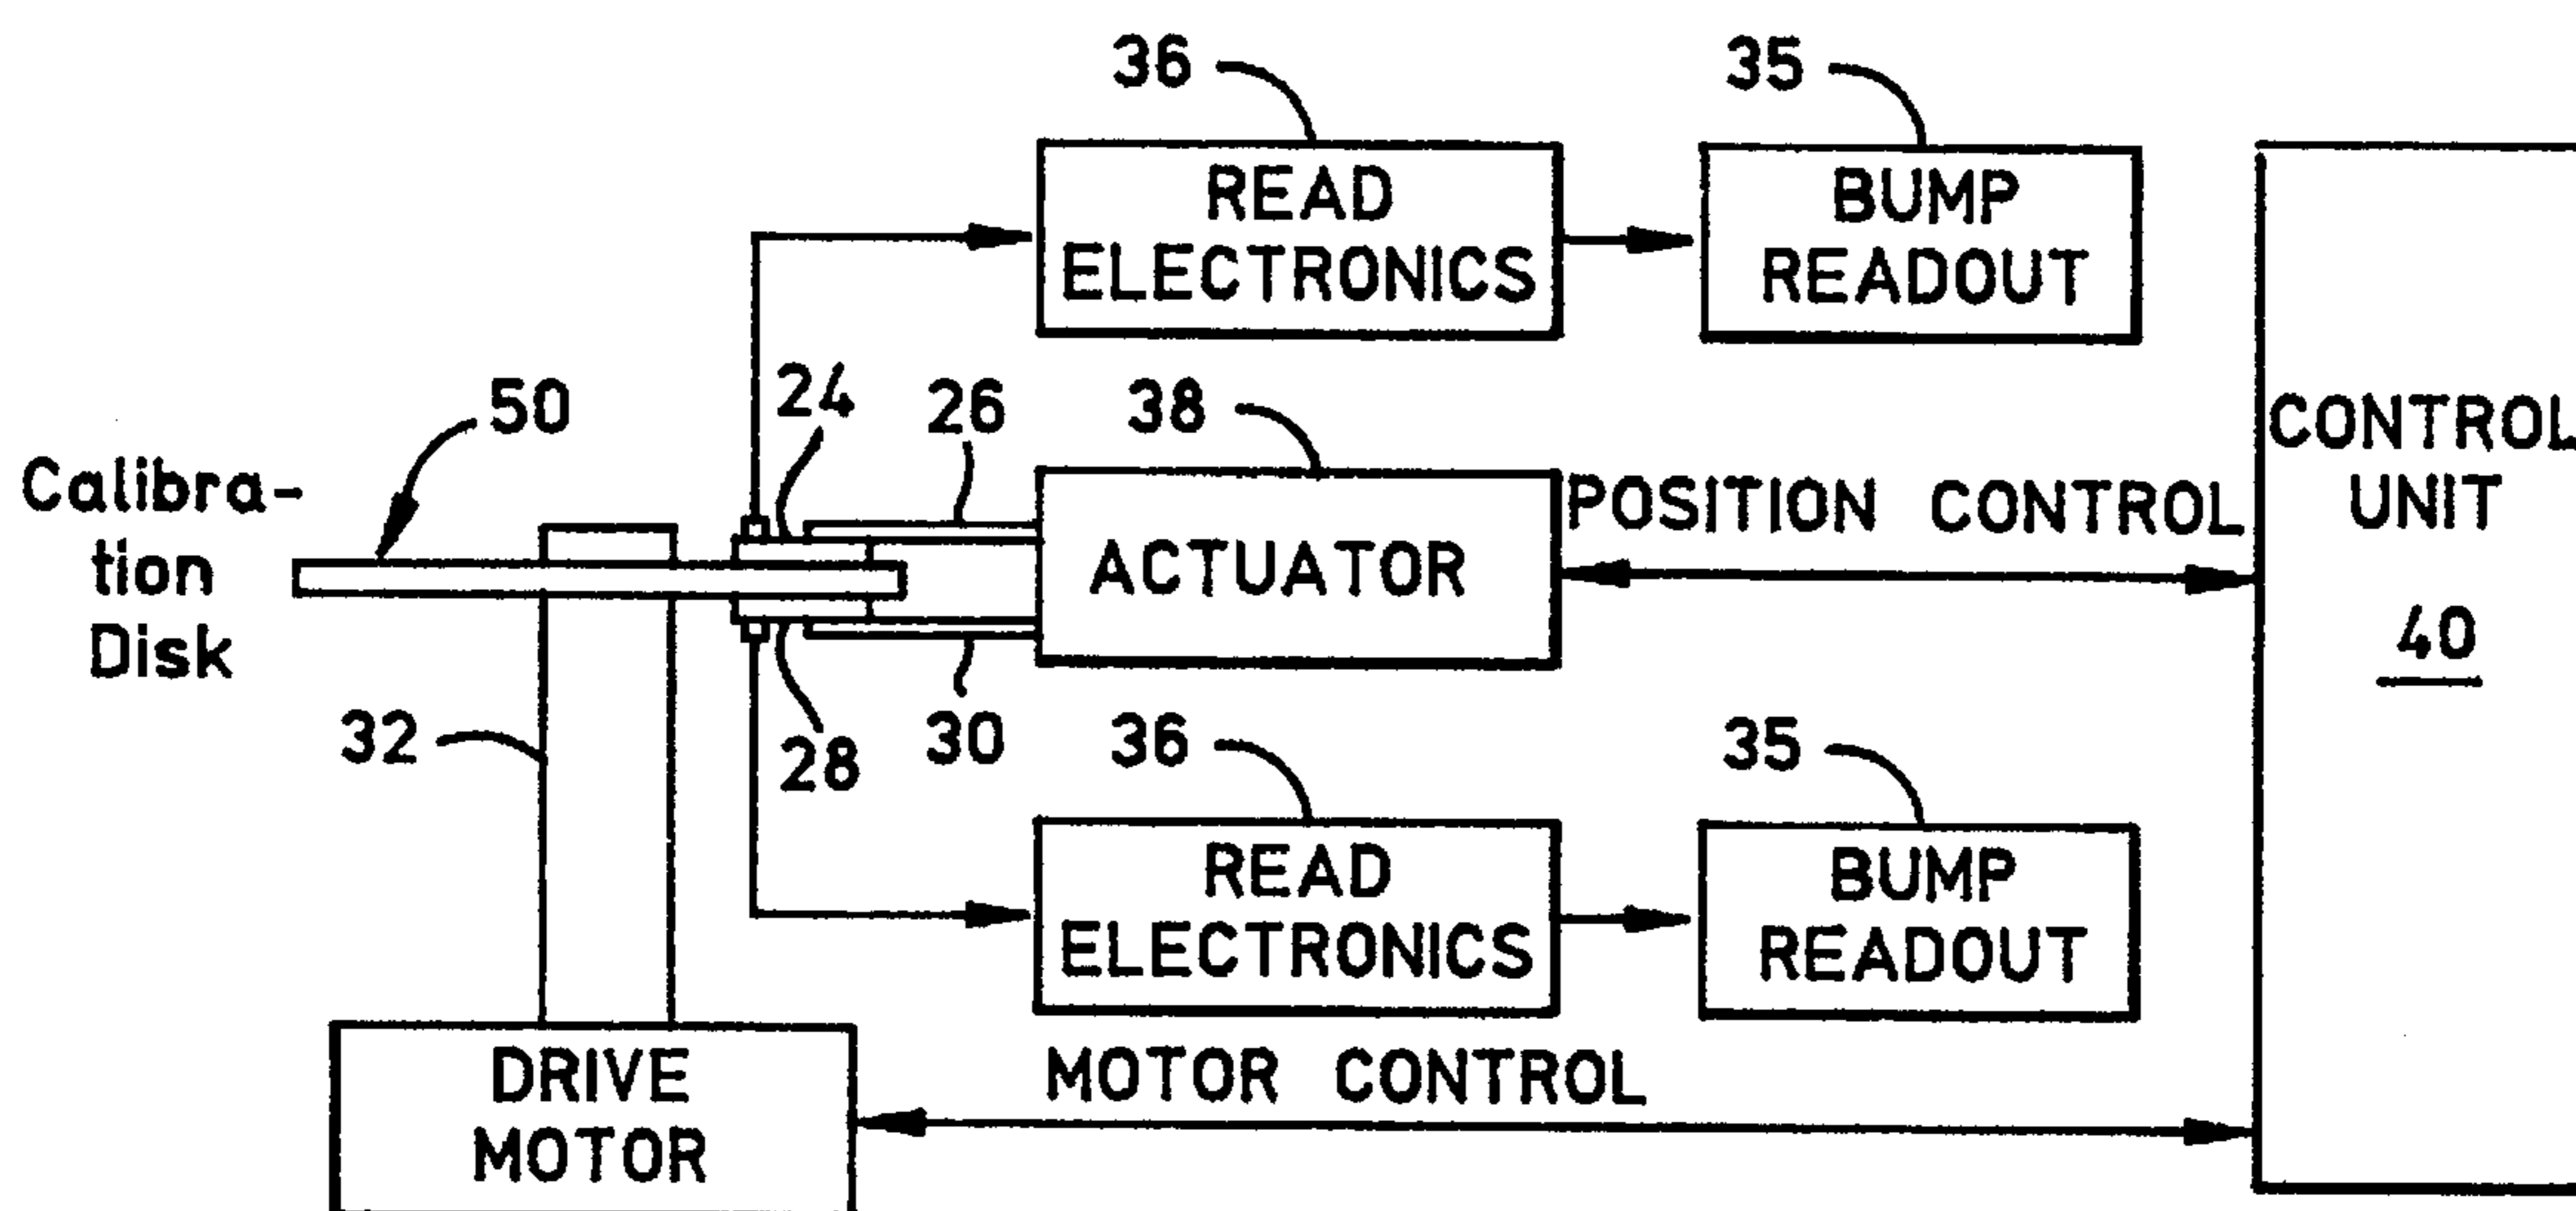 36
35
READ
ELECTRONICS
BUMP
READOUT
50
24
26
38
Calibra-
tion
Disk
ACTUATOR
POSITION CONTROL
CONTROL
UNIT
40
32
28
30
36
35
READ
ELECTRONICS
BUMP
READOUT
DRIVE
MOTOR
MOTOR CONTROL